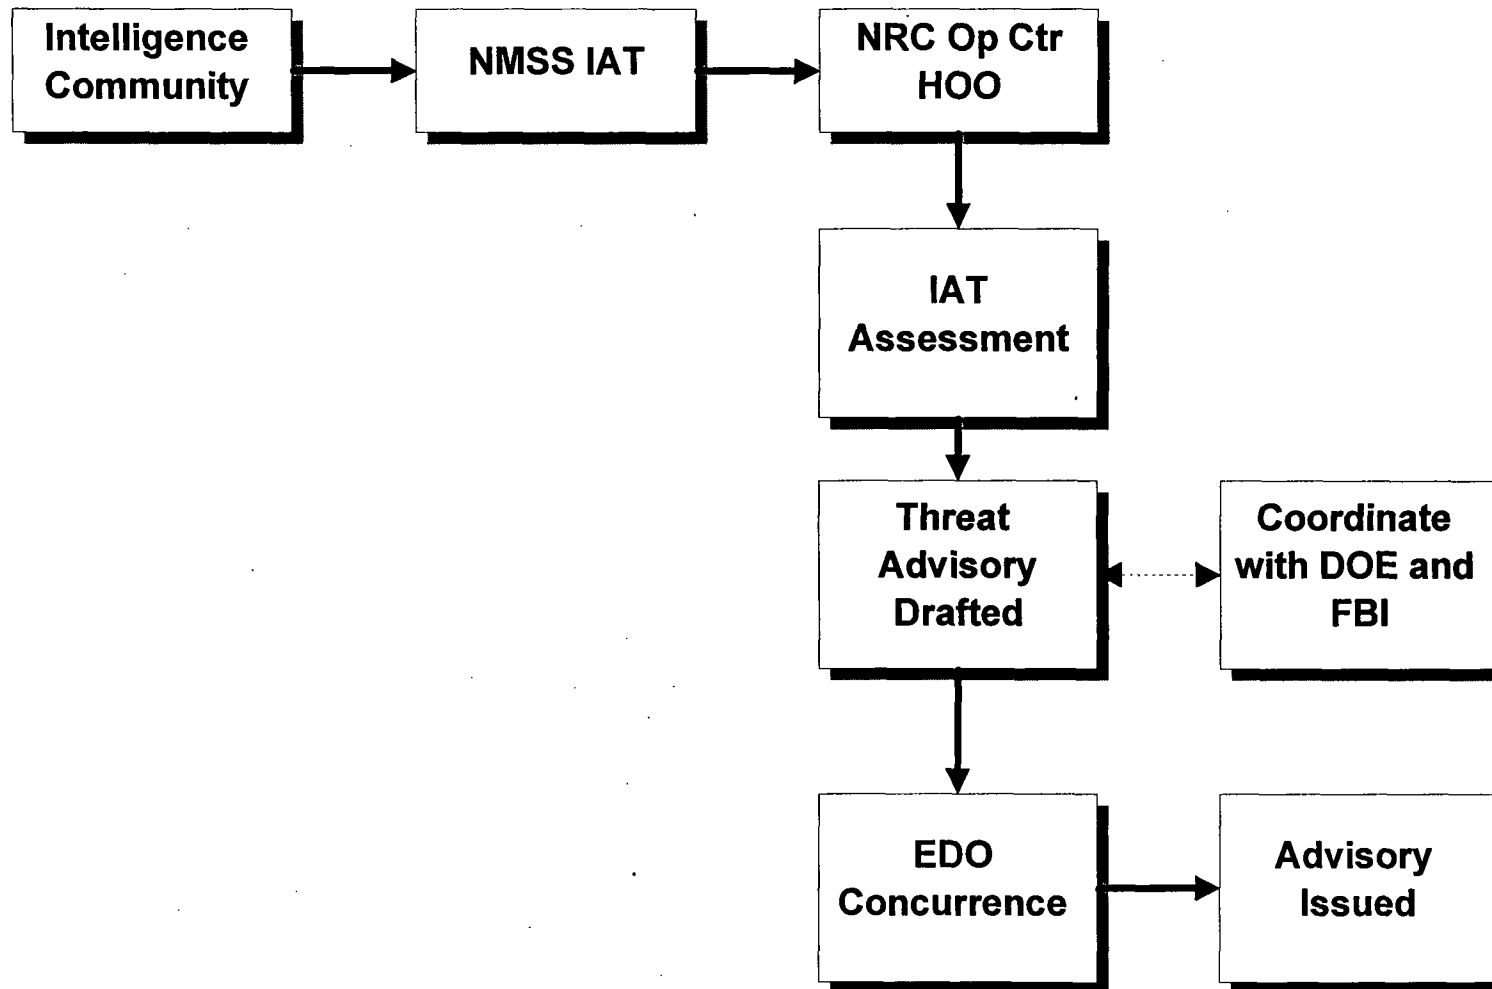 Intelligence
Community
NMSS IAT
NRC Op Ctr
HOO
IAT
Assessment
Threat
Advisory
Drafted
Coordinate
with DOE and
FBI
EDO
Concurrence
Advisory
Issued